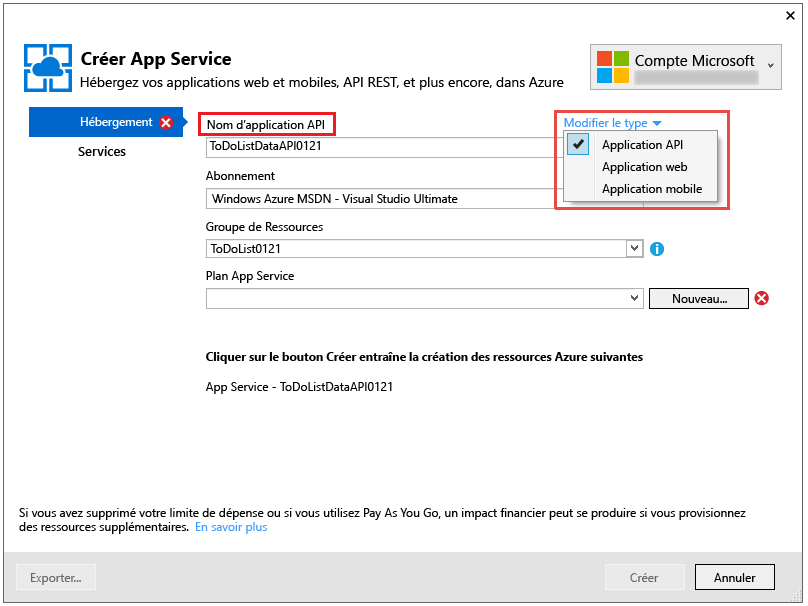 Créer App Service
Hébergez vos applications web et mobiles, API REST, et plus encore, dans Azure
Compte Microsoft
Hébergement
Services
Nom d'application API
Modifier le type
ToDoListDataAPI0121
Application API
Application web
Application mobile
Abonnement
Windows Azure MSDN - Visual Studio Ultimate
Groupe de Ressources
ToDoList0121
Plan App Service
Nouveau...
Cliquer sur le bouton Créer entraîne la création des ressources Azure suivantes
App Service - ToDoListDataAPI0121
Si vous avez supprimé votre limite de dépense ou si vous utilisez Pay As You Go, un impact financier peut se produire si vous provisionnez
des ressources supplémentaires. En savoir plus
Exporter...
Créer
Annuler